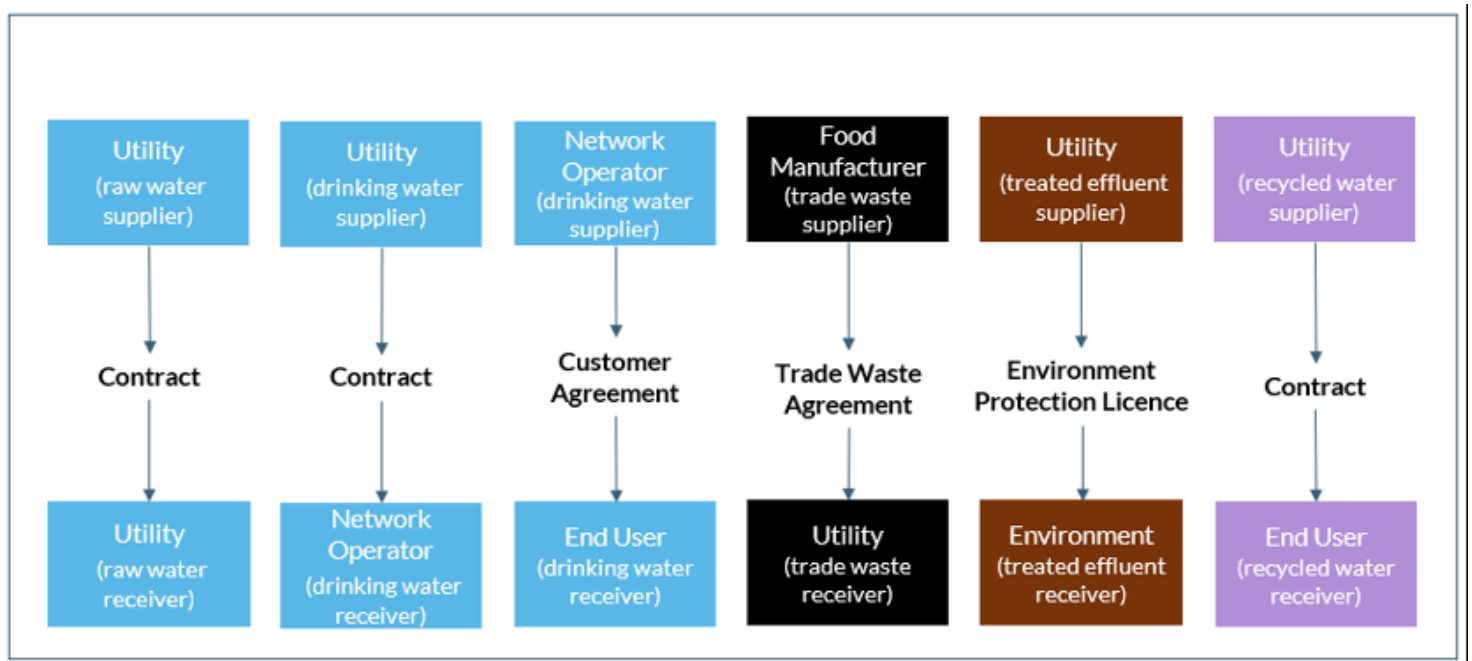 Utility
(raw water
supplier)
Utility
(drinking water
supplier)
Network
Operator
(drinking water
supplier)
Food
Manufacturer
(trade waste
supplier)
Utility
(treated effluent
supplier)
Utility
(recycled water
supplier)
Contract
Contract
Customer
Agreement
Trade Waste
Agreement
Environment
Protection Licence
Contract
Utility
(raw water
receiver)
Network
Operator
(drinking water
receiver)
End User
(drinking water
receiver)
Utility
(trade waste
receiver)
Environment
(treated effluent
receiver)
End User
(recycled water
receiver)